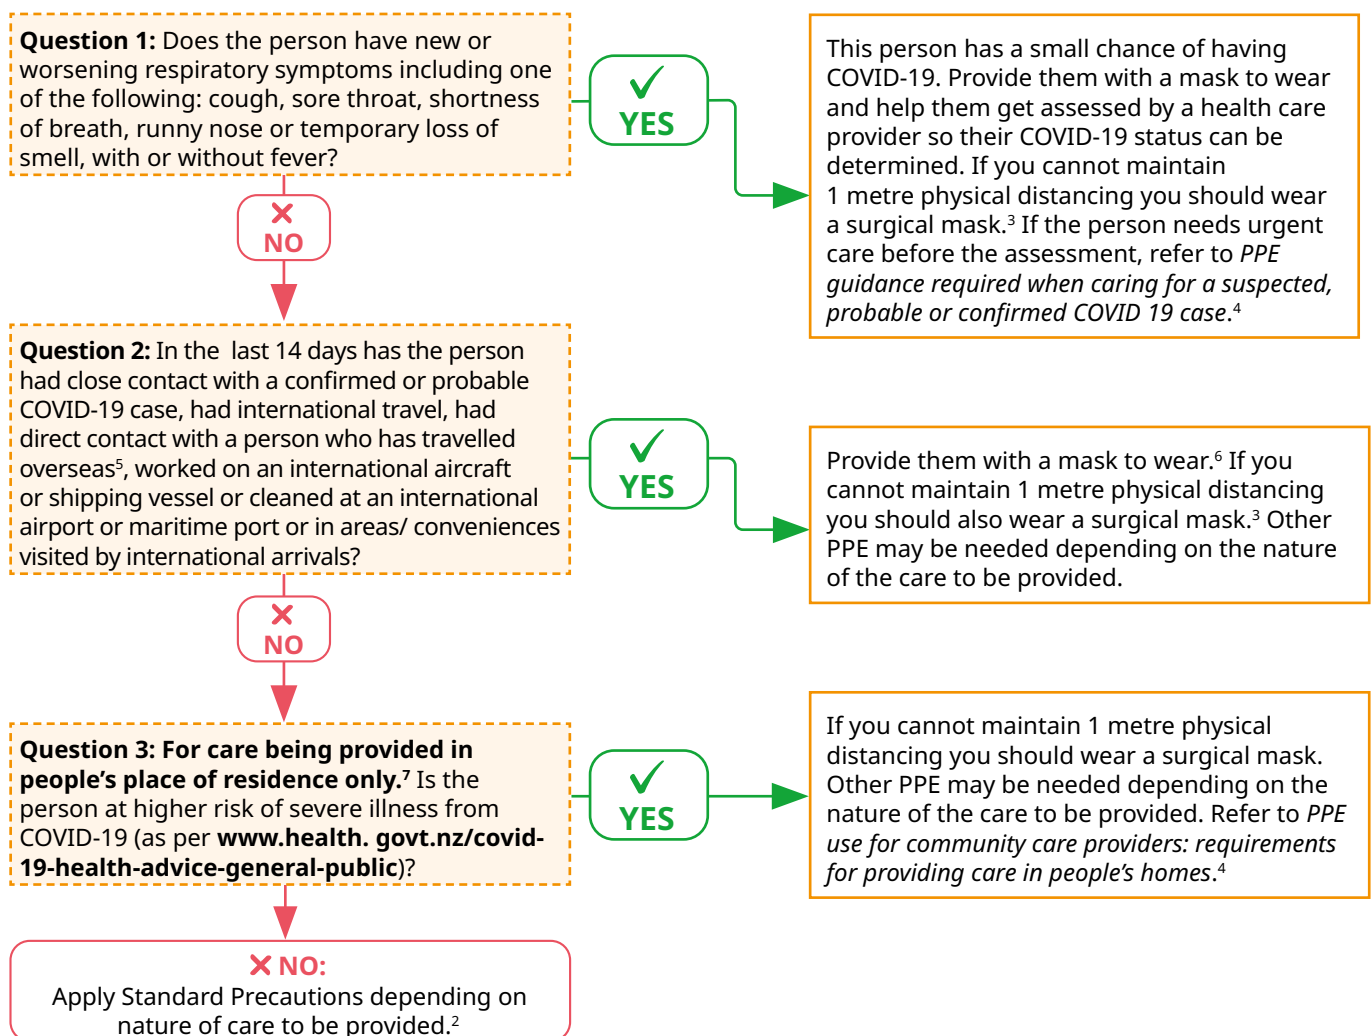 Question 1: Does the person have new or
worsening respiratory symptoms including one
of the following: cough, sore throat, shortness
of breath, runny nose or temporary loss of
smell, with or without fever?
YES
This person has a small chance of having
COVID-19. Provide them with a mask to wear
and help them get assessed by a health care
provider so their COVID-19 status can be
determined. If you cannot maintain
1 metre physical distancing you should wear
a surgical mask.³ If the person needs urgent
care before the assessment, refer to PPE
guidance required when caring for a suspected,
probable or confirmed COVID 19 case.⁴
NO
Question 2: In the last 14 days has the person
had close contact with a confirmed or probable
COVID-19 case, had international travel, had
direct contact with a person who has travelled
overseas⁵, worked on an international aircraft
or shipping vessel or cleaned at an international
airport or maritime port or in areas/ conveniences
visited by international arrivals?
YES
Provide them with a mask to wear.⁶ If you
cannot maintain 1 metre physical distancing
you should also wear a surgical mask.³ Other
PPE may be needed depending on the nature
of the care to be provided.
NO
Question 3: For care being provided in
people’s place of residence only.⁷ Is the
person at higher risk of severe illness from
COVID-19 (as per www.health. govt.nz/covid-
19-health-advice-general-public)?
YES
If you cannot maintain 1 metre physical
distancing you should wear a surgical mask.
Other PPE may be needed depending on the
nature of the care to be provided. Refer to PPE
use for community care providers: requirements
for providing care in people’s homes.⁴
NO:
Apply Standard Precautions depending on
nature of care to be provided.²